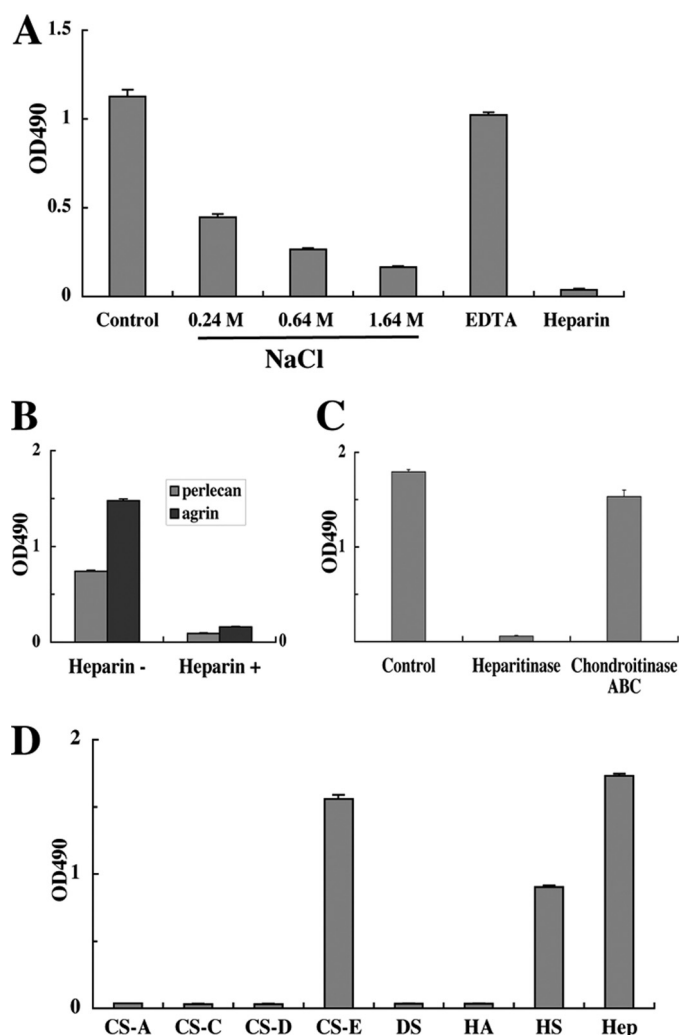 A
1.5
1
0.5
0
OD490
Control 0.24 M 0.64 M 1.64 M EDTA Heparin
NaCl
B
2
1
0
OD490
perlecan
agrin
0
Heparin - Heparin +
C
2
1
OD490
Control Heparitinase Chondroitinase
ABC
D
2
1
0
OD490
CS-A CS-C CS-D CS-E DS HA HS Hep